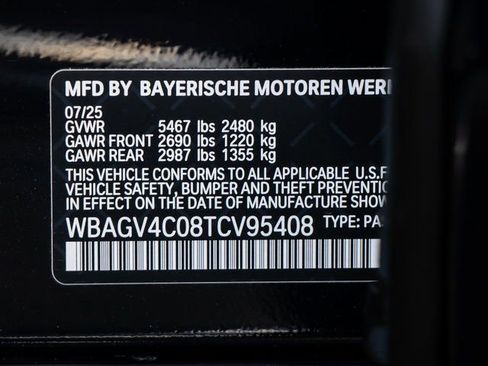 MFD BY BAYERISCHE MOTOREN
07/25
GVWR 5467 lbs 2480 kg
GAWR FRONT 2690 lbs 1220 kg
GAWR REAR 2987 lbs 1355 kg
THIS VEHICLE CONFORMS TO ALL APPLICABLE
VEHICLE SAFETY, BUMPER AND THEFT
IN EFFECT ON THE DATE OF MANUFACTURE
WBAGV4C08TCV95408 TYPE: